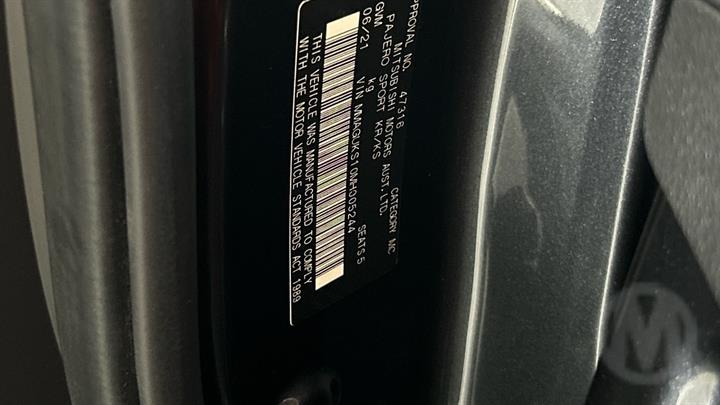 APPROVAL NO. 47316 CATEGORY MC
MITSUBISHI MOTORS AUST. LTD.
PAJERO SPORT KR/KS
GVM kg
06/21 VIN MMAGUKS10MH005244 SEATS 5
THIS VEHICLE WAS MANUFACTURED TO COMPLY
WITH THE MOTOR VEHICLE STANDARDS ACT 1989
M